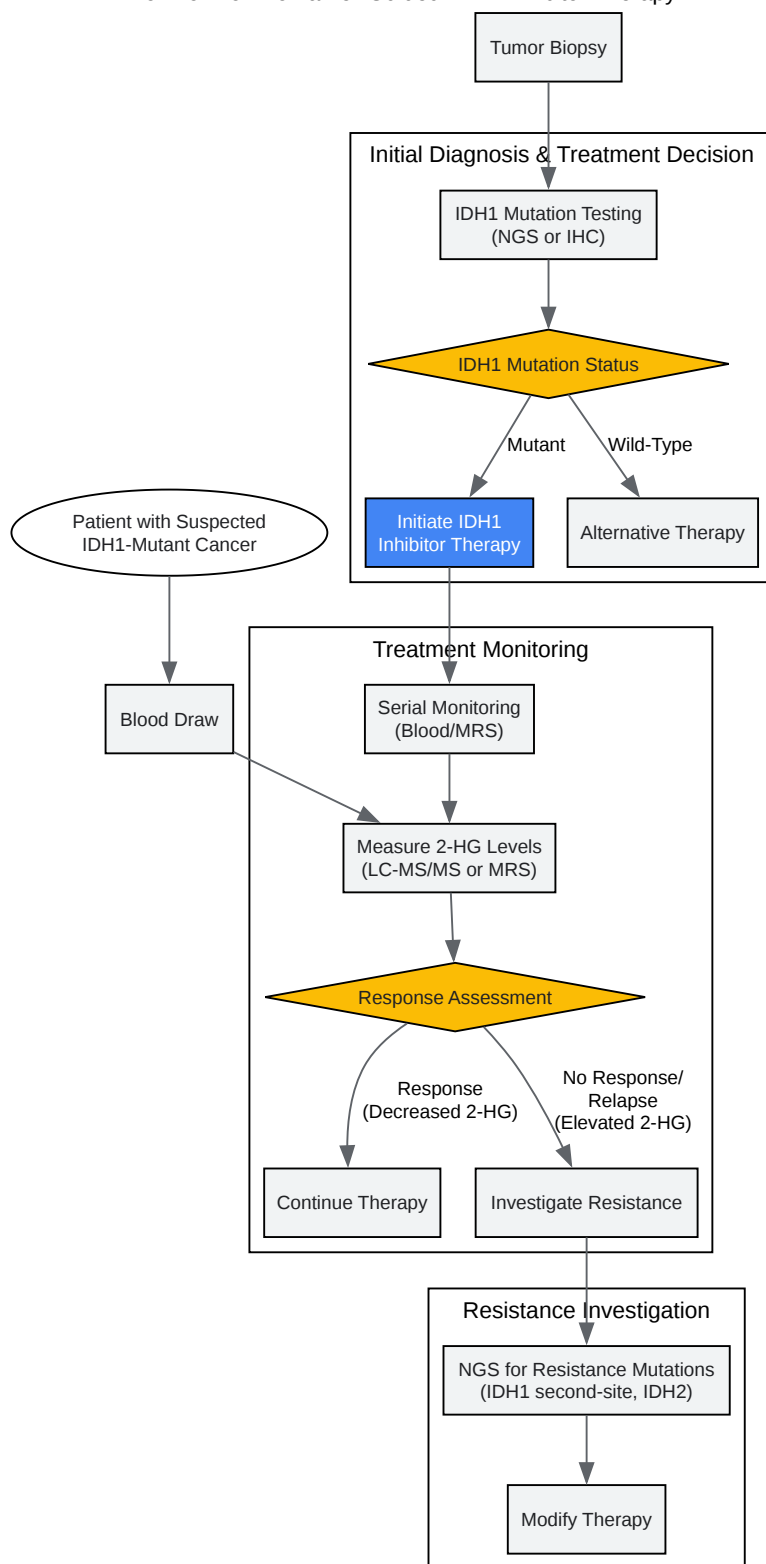 Tumor Biopsy
Initial Diagnosis & Treatment Decision
IDH1 Mutation Testing
(NGS or IHC)
IDH1 Mutation Status
Mutant
Wild-Type
Patient with Suspected
IDH1-Mutant Cancer
Initiate IDH1
Inhibitor Therapy
Alternative Therapy
Treatment Monitoring
Blood Draw
Serial Monitoring
(Blood/MRS)
Measure 2-HG Levels
(LC-MS/MS or MRS)
Response Assessment
Response
(Decreased 2-HG)
No Response/
Relapse
(Elevated 2-HG)
Continue Therapy
Investigate Resistance
Resistance Investigation
NGS for Resistance Mutations
(IDH1 second-site, IDH2)
Modify Therapy